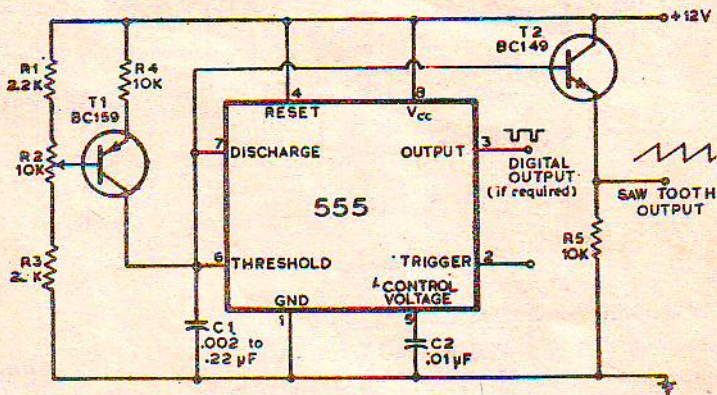 T2
BC149
+12V
R1
2.2K
R4
10K
T1
BC159
4
RESET
8
Vcc
7
DISCHARGE
OUTPUT
3
DIGITAL
OUTPUT
(if required)
R2
10K
555
SAW TOOTH
OUTPUT
R5
10K
R3
6
THRESHOLD
TRIGGER
2
CONTROL
VOLTAGE
GND
1
5
C1
.002 to
.22 µF
C2
.01µF